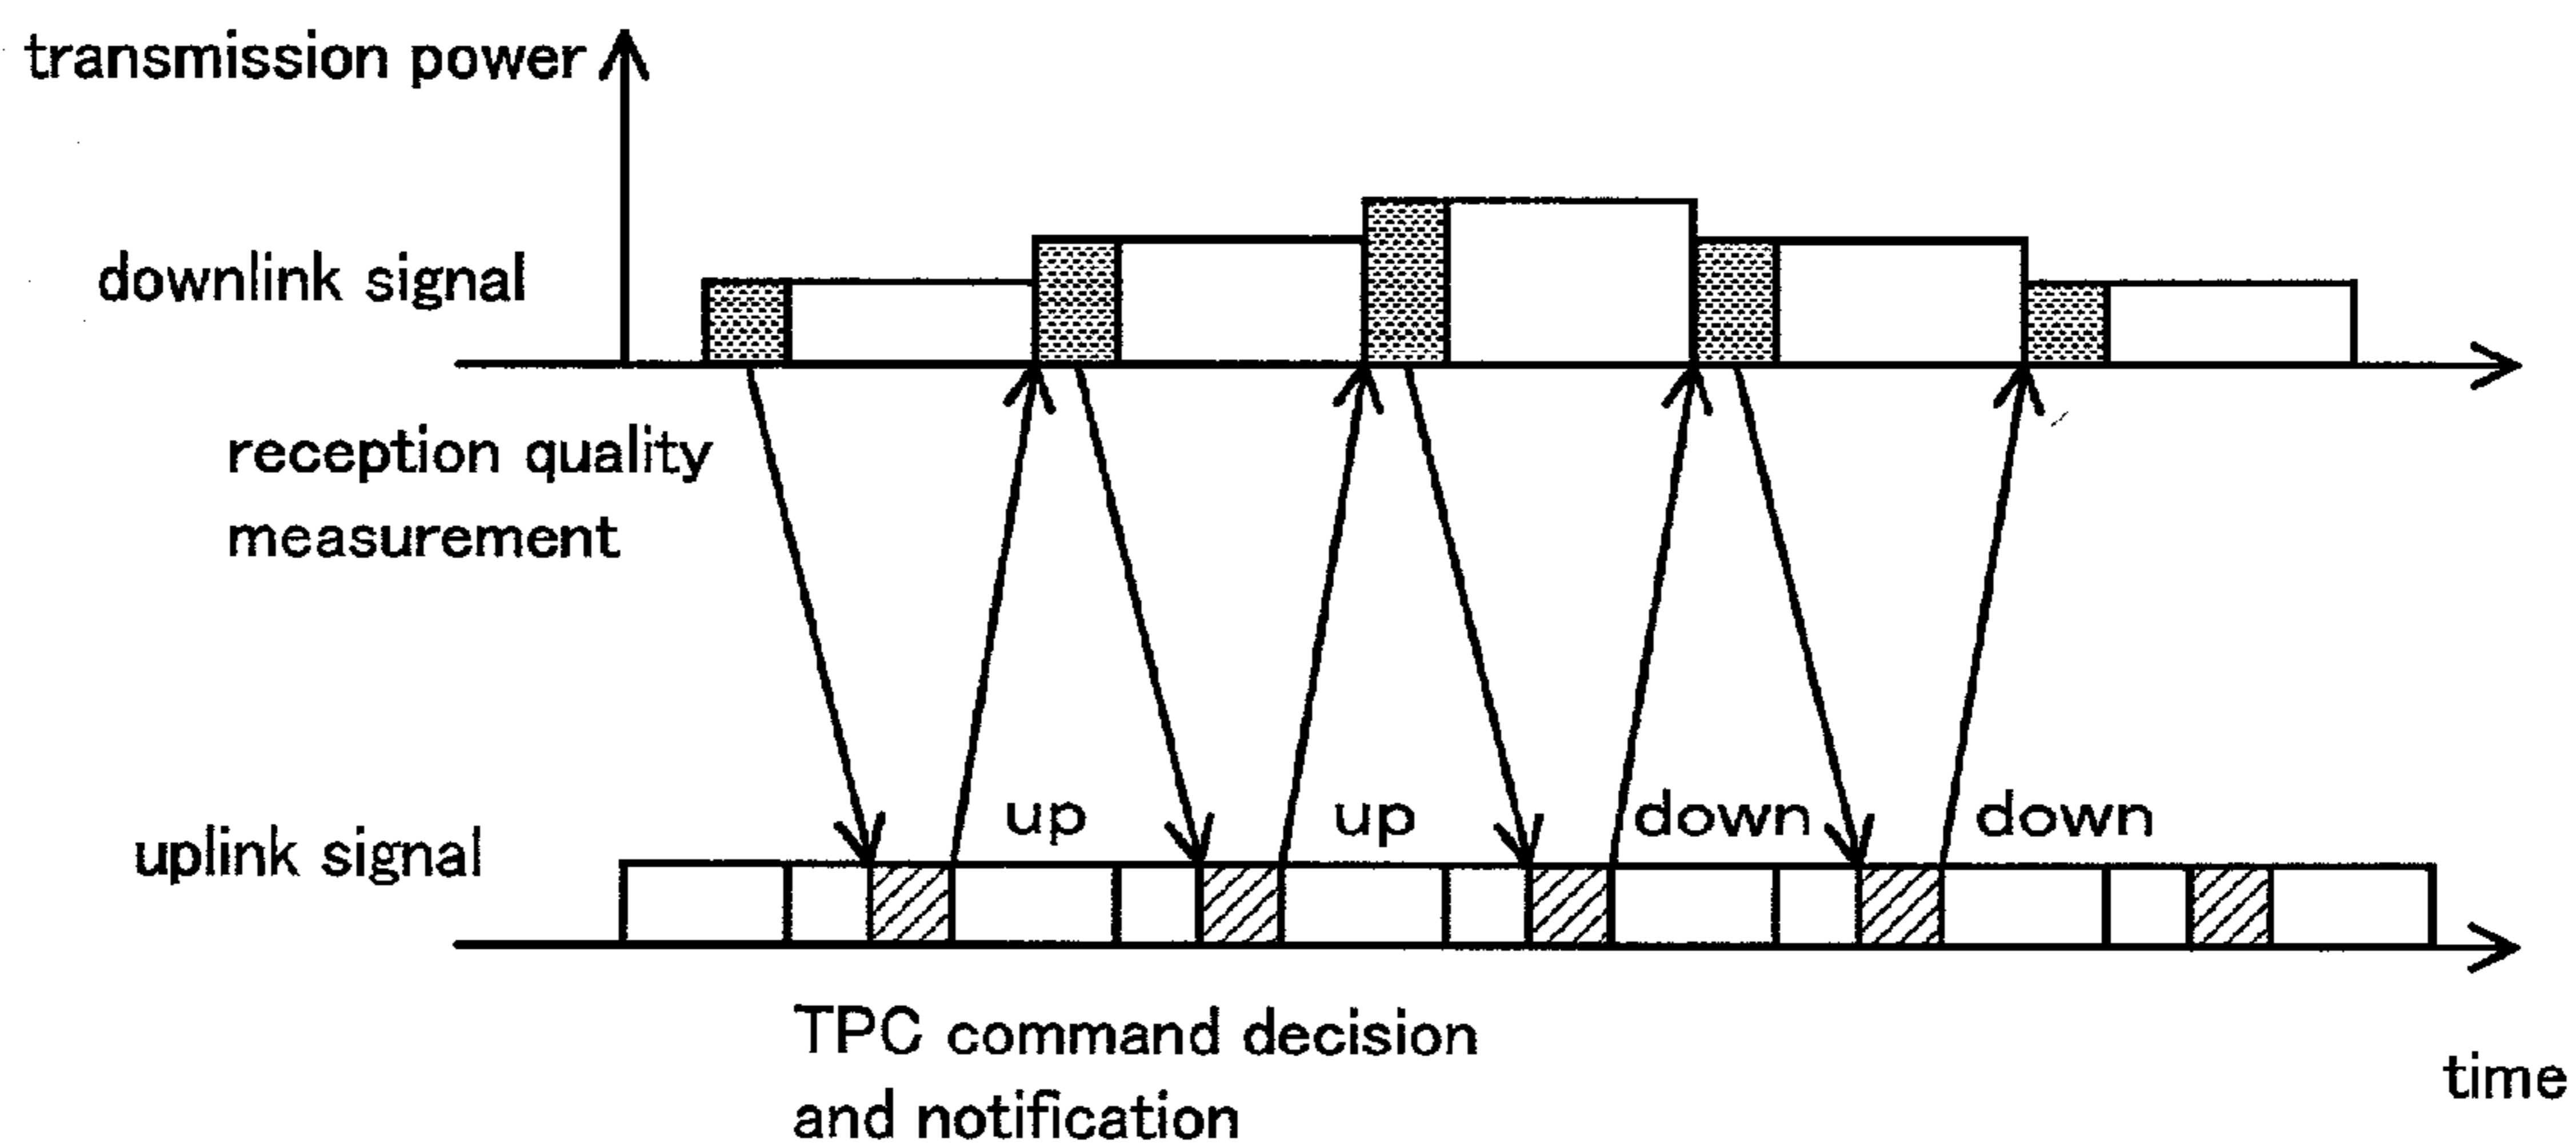 transmission power
downlink signal
reception quality
measurement
up
up
down
down
uplink signal
TPC command decision
and notification
time